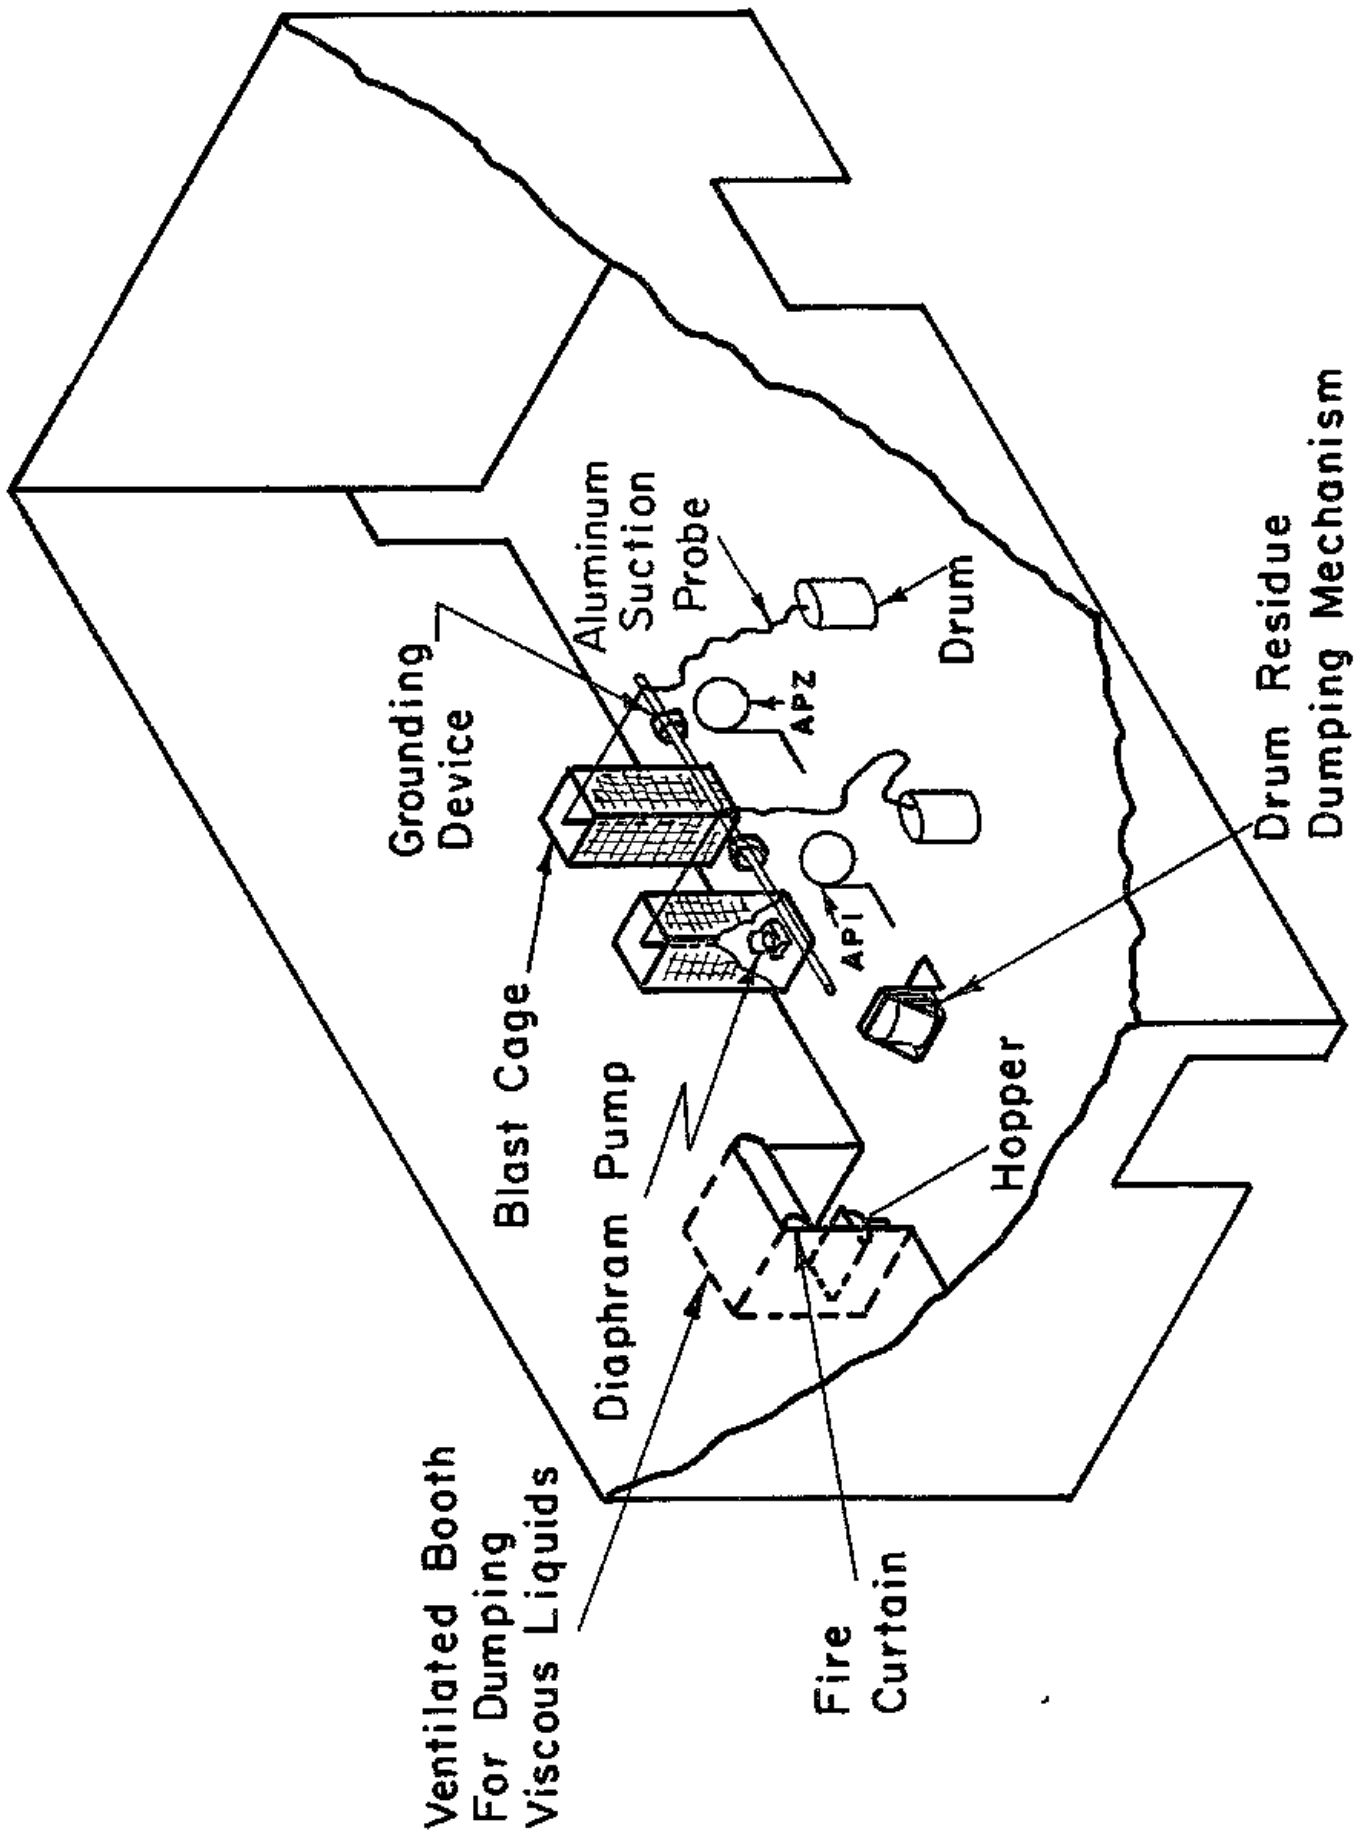 Ventilated Booth
For Dumping
Viscous Liquids
Fire
Curtain
Diaphram Pump
Blast Cage
Grounding
Device
Aluminum
Suction
Probe
APZ
API
Drum
Hopper
Drum Residue
Dumping Mechanism